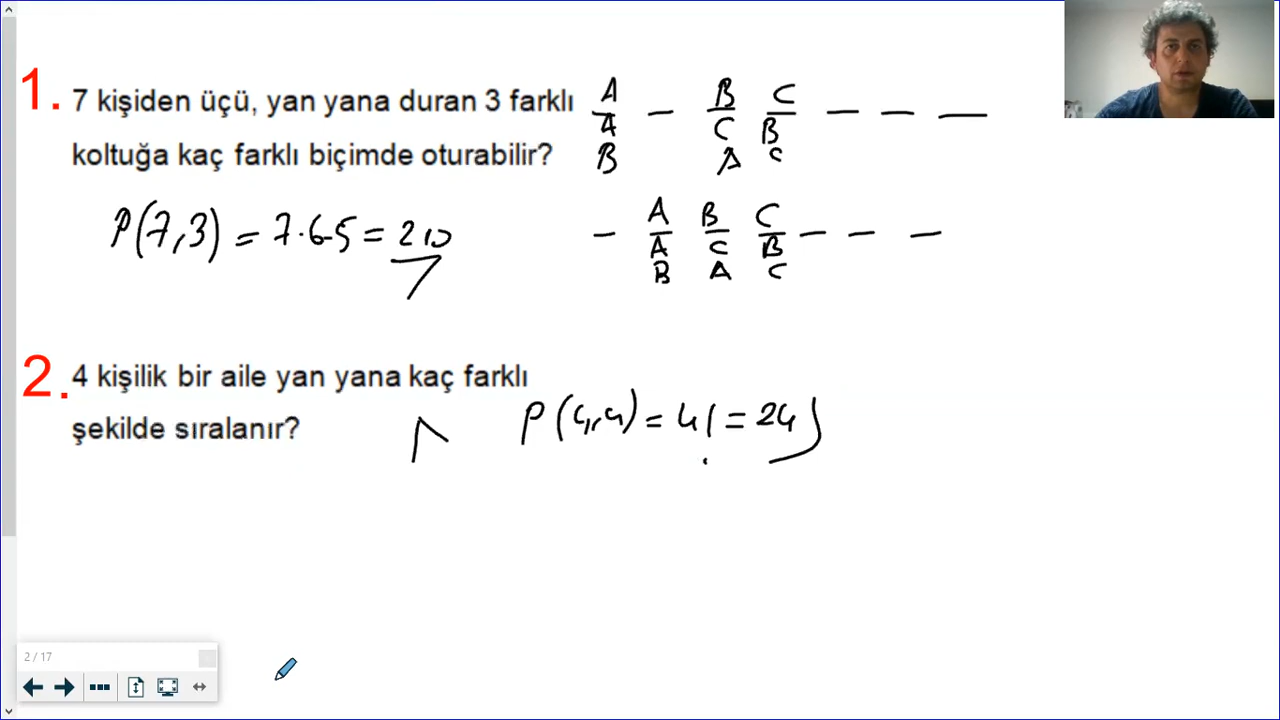 1. 7 kişiden üçü, yan yana duran 3 farklı
koltuğa kaç farklı biçimde oturabilir?
P(7,3) = 7·6·5 = 210
A B C
A C B
B A C
A B C
A C B
B A C
2. 4 kişilik bir aile yan yana kaç farklı
şekilde sıralanır?
P(4,4) = 4! = 24
2 / 17